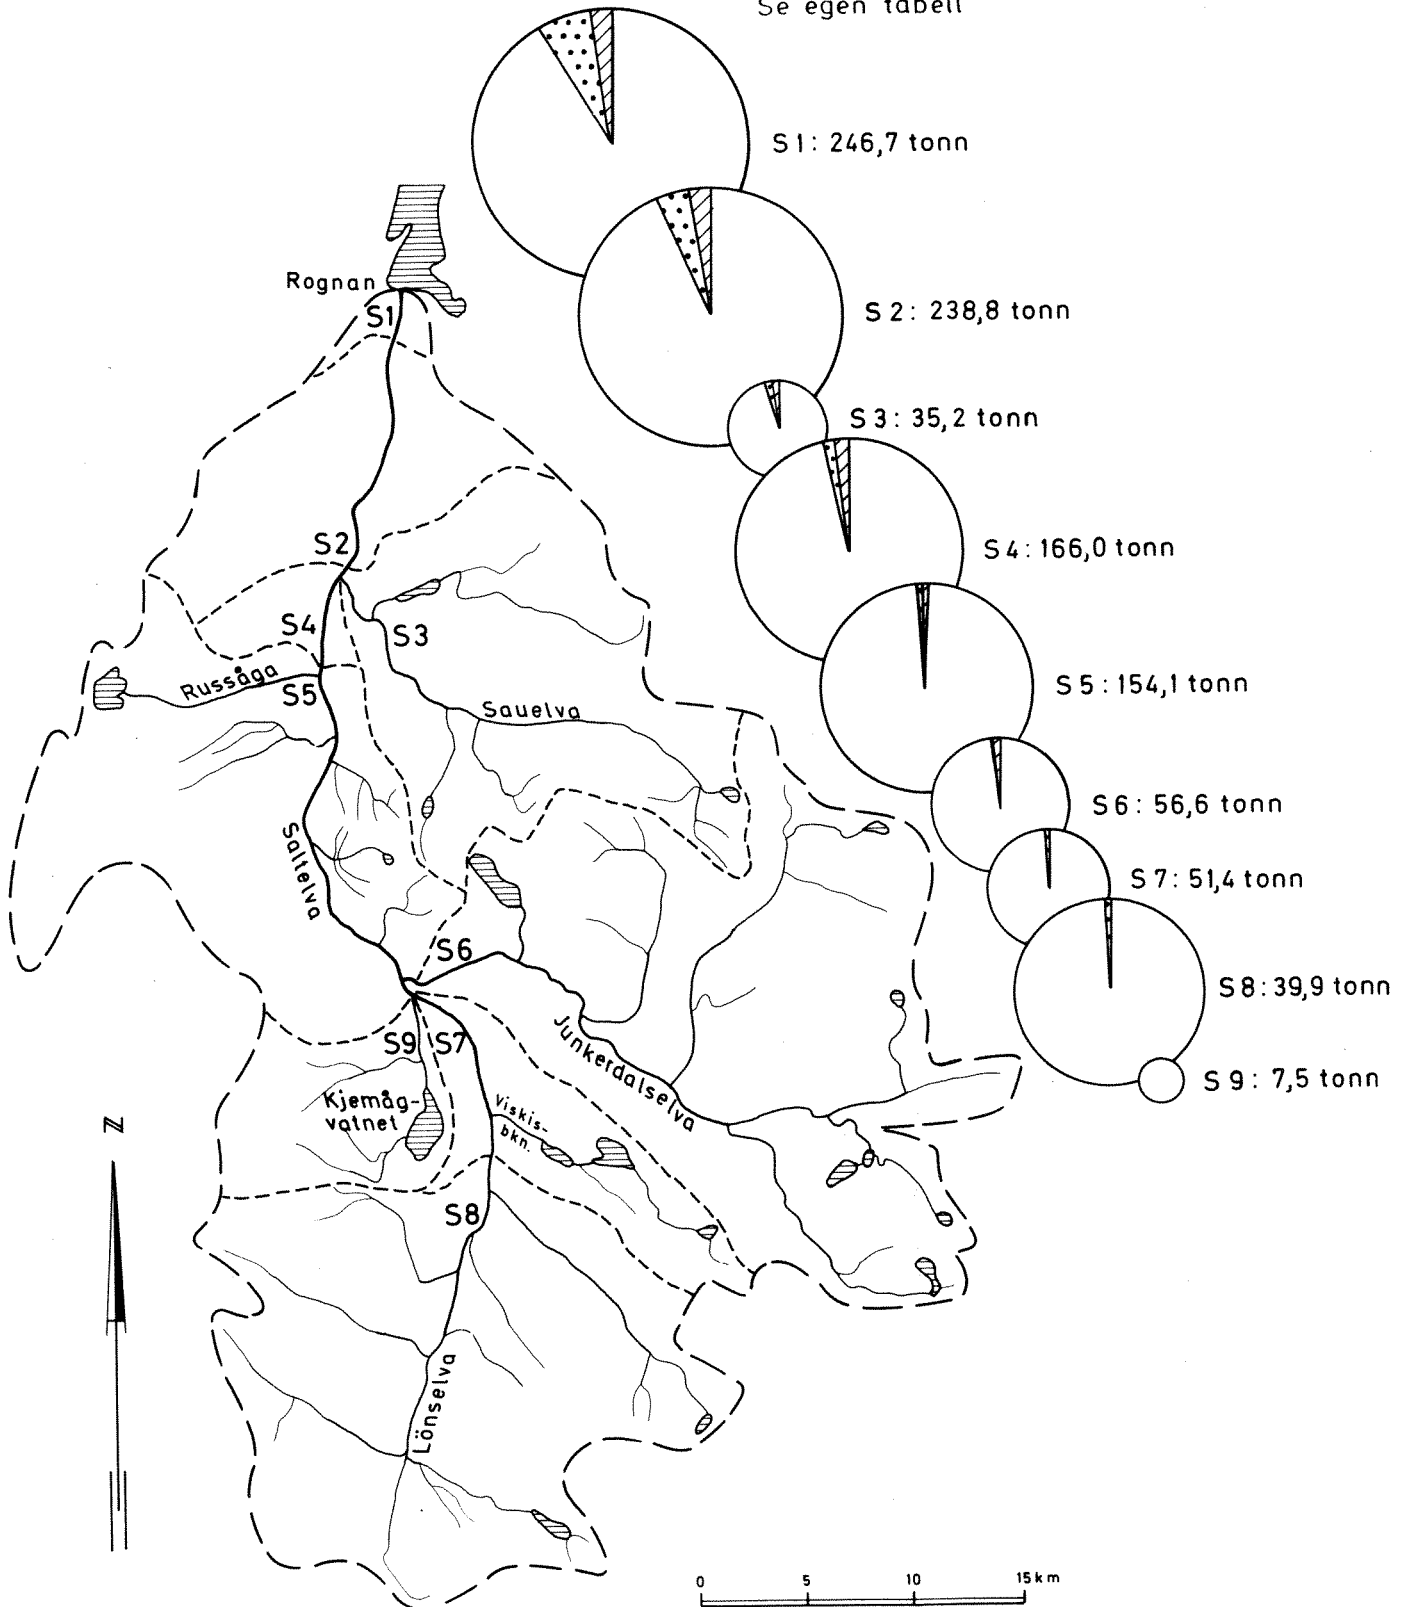 Se egen tabell
S1: 246,7 tonn
S2: 238,8 tonn
S3: 35,2 tonn
S4: 166,0 tonn
S5: 154,1 tonn
S6: 56,6 tonn
S7: 51,4 tonn
S8: 39,9 tonn
S9: 7,5 tonn
Rognan
S1
S2
S4
S3
Russåga
S5
Sauelva
Saltelva
S6
S9
S7
Junkerdalselva
Kjemåg-
vatnet
Viskis-
bkn.
N
S8
Lönselva
0 5 10 15 km